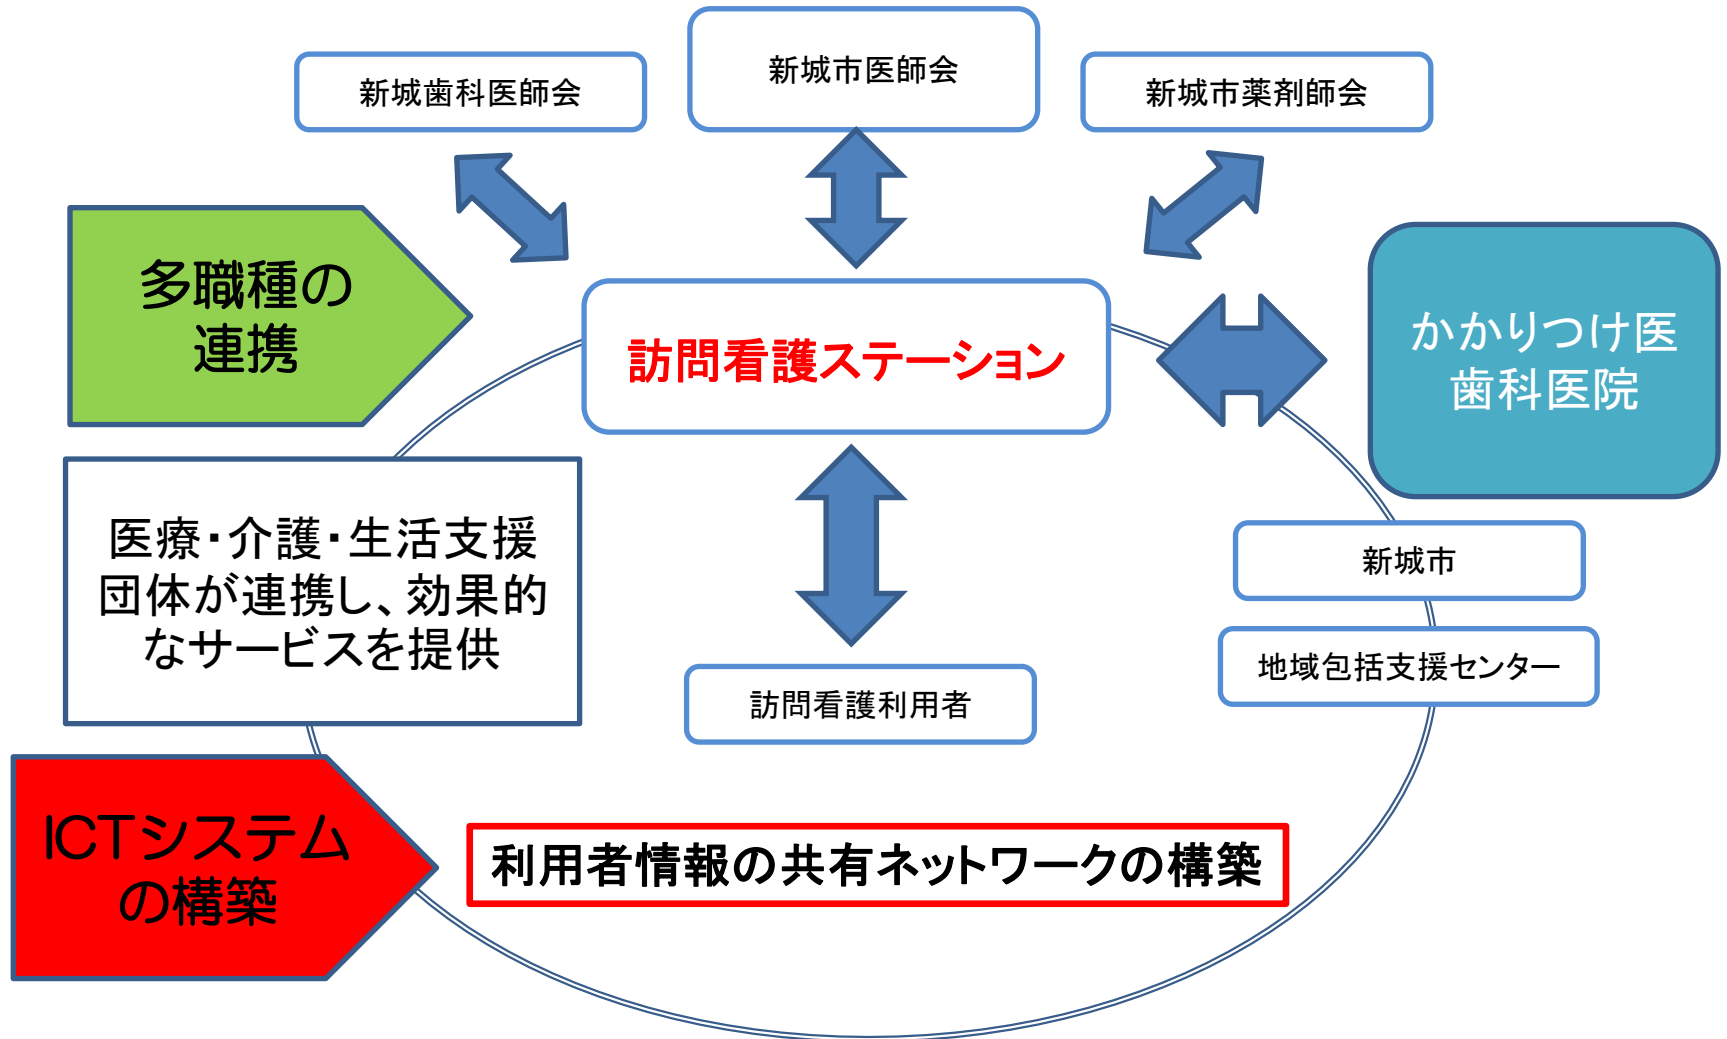 新城歯科医師会
新城市医師会
新城市薬剤師会
多職種の
連携
訪問看護ステーション
かかりつけ医
歯科医院
医療・介護・生活支援
団体が連携し、効果的
なサービスを提供
新城市
地域包括支援センター
訪問看護利用者
ICTシステム
の構築
利用者情報の共有ネットワークの構築